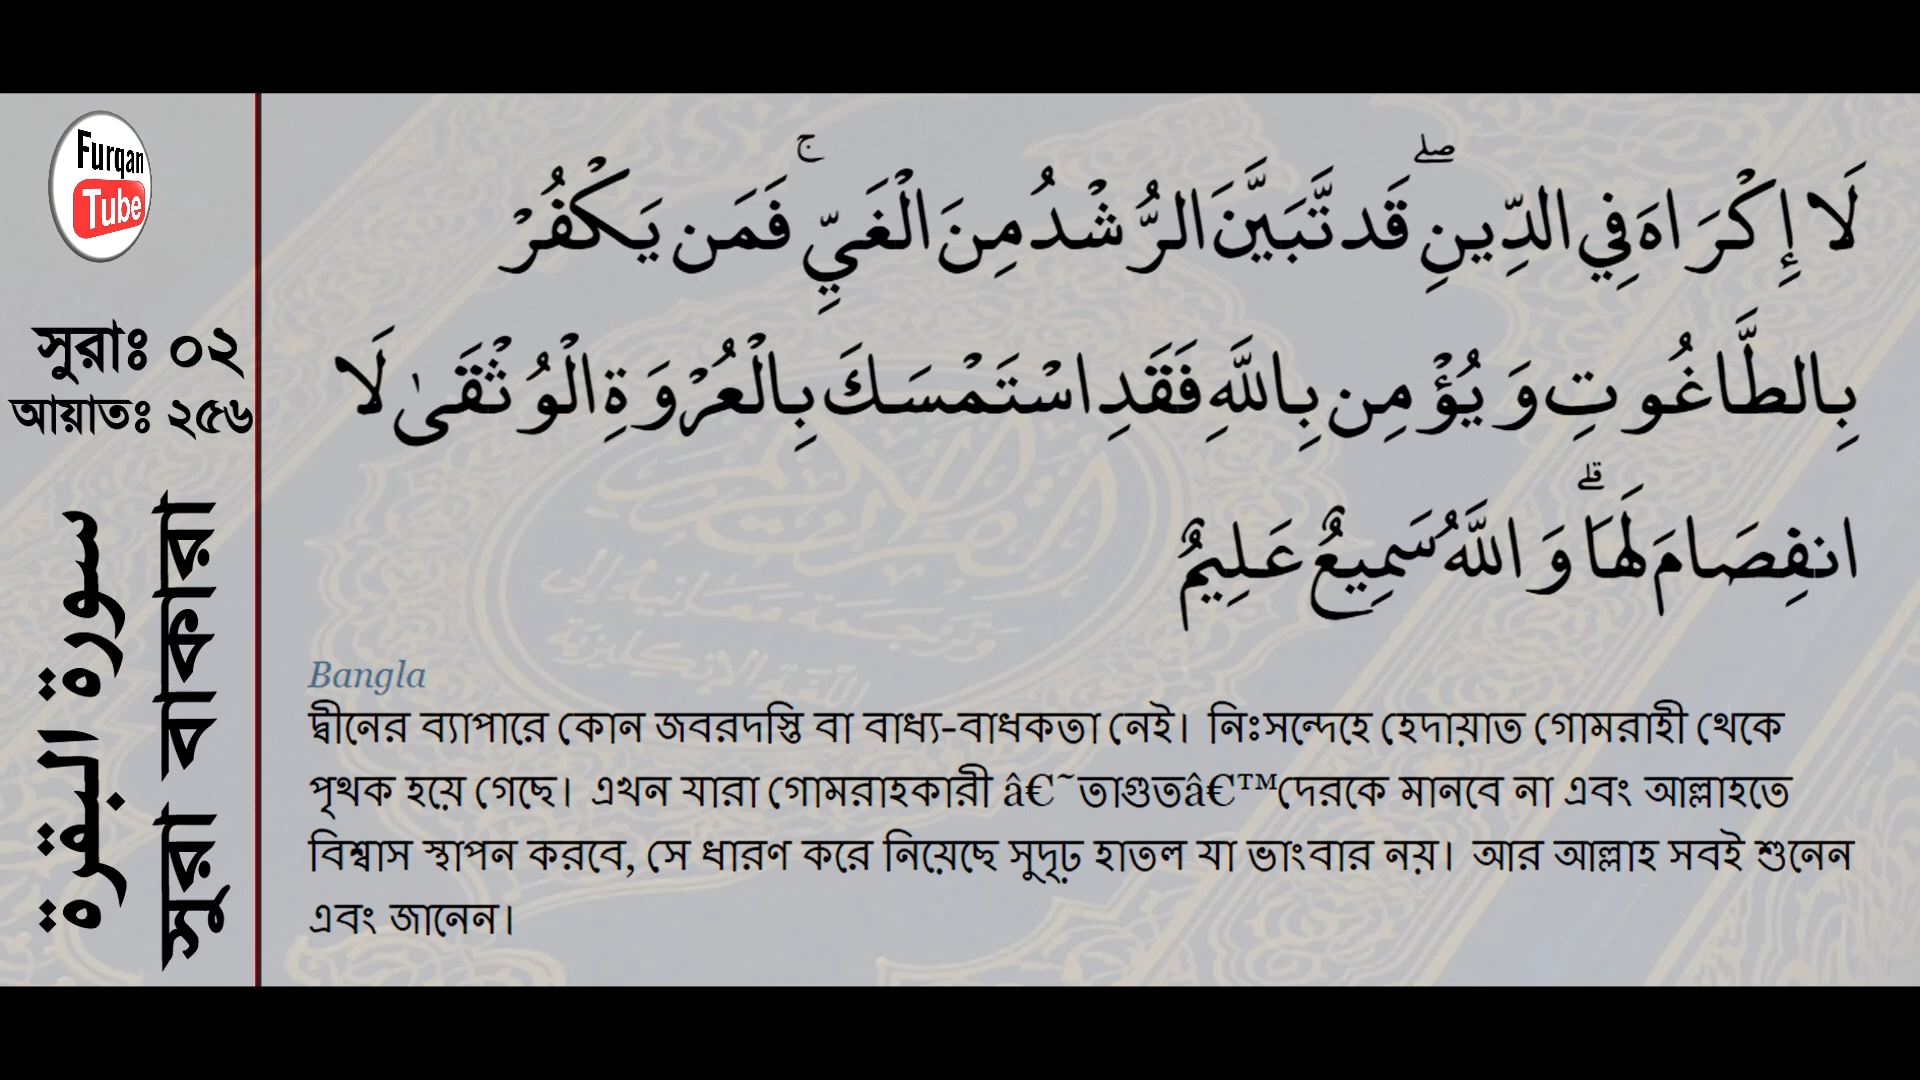 Furqan
Tube
সুরাঃ ০২
আয়াতঃ ২৫৬
سورة البقرة
সুরা বাকারা
لَا إِكْرَاهَ فِي الدِّينِ ۖ قَد تَّبَيَّنَ الرُّشْدُ مِنَ الْغَيِّ ۚ فَمَن يَكْفُرْ
بِالطَّاغُوتِ وَيُؤْمِن بِاللَّهِ فَقَدِ اسْتَمْسَكَ بِالْعُرْوَةِ الْوُثْقَىٰ لَا
انفِصَامَ لَهَا ۗ وَاللَّهُ سَمِيعٌ عَلِيمٌ
Bangla
দ্বীনের ব্যাপারে কোন জবরদস্তি বা বাধ্য-বাধকতা নেই। নিঃসন্দেহে হেদায়াত গোমরাহী থেকে
পৃথক হয়ে গেছে। এখন যারা গোমরাহকারী â€˜তাগুতâ€™দেরকে মানবে না এবং আল্লাহতে
বিশ্বাস স্থাপন করবে, সে ধারণ করে নিয়েছে সুদৃঢ় হাতল যা ভাংবার নয়। আর আল্লাহ সবই শুনেন
এবং জানেন।